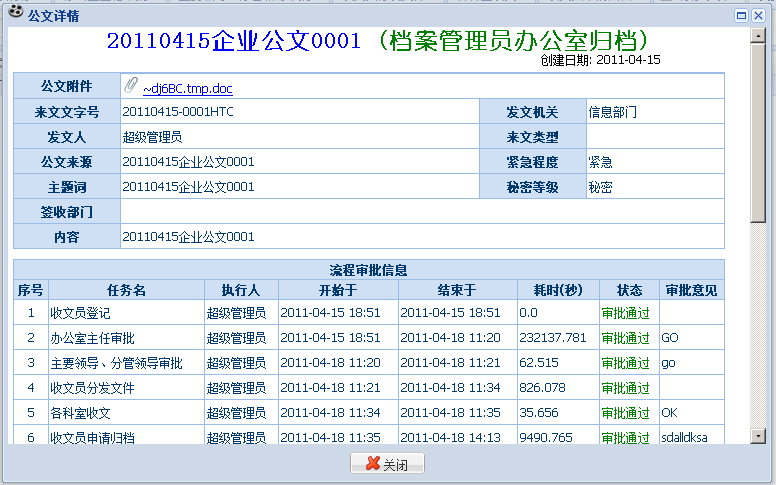 公文详情
20110415企业公文0001 (档案管理员办公室归档)
创建日期: 2011-04-15
公文附件 ~dj6BC.tmp.doc
来文文字号 20110415-0001HTC 发文机关 信息部门
发文人 超级管理员 来文类型
公文来源 20110415企业公文0001 紧急程度 紧急
主题词 20110415企业公文0001 秘密等级 秘密
签收部门
内容 20110415企业公文0001
流程审批信息
序号 任务名 执行人 开始于 结束于 耗时(秒) 状态 审批意见
1 收文员登记 超级管理员 2011-04-15 18:51 2011-04-15 18:51 0.0 审批通过
2 办公室主任审批 超级管理员 2011-04-15 18:51 2011-04-18 11:20 232137.781 审批通过 GO
3 主要领导、分管领导审批 超级管理员 2011-04-18 11:20 2011-04-18 11:21 62.515 审批通过 go
4 收文员分发文件 超级管理员 2011-04-18 11:21 2011-04-18 11:34 826.078 审批通过
5 各科室收文 超级管理员 2011-04-18 11:34 2011-04-18 11:35 35.656 审批通过 OK
6 收文员申请归档 超级管理员 2011-04-18 11:35 2011-04-18 14:13 9490.765 审批通过 sdalldksa
关闭